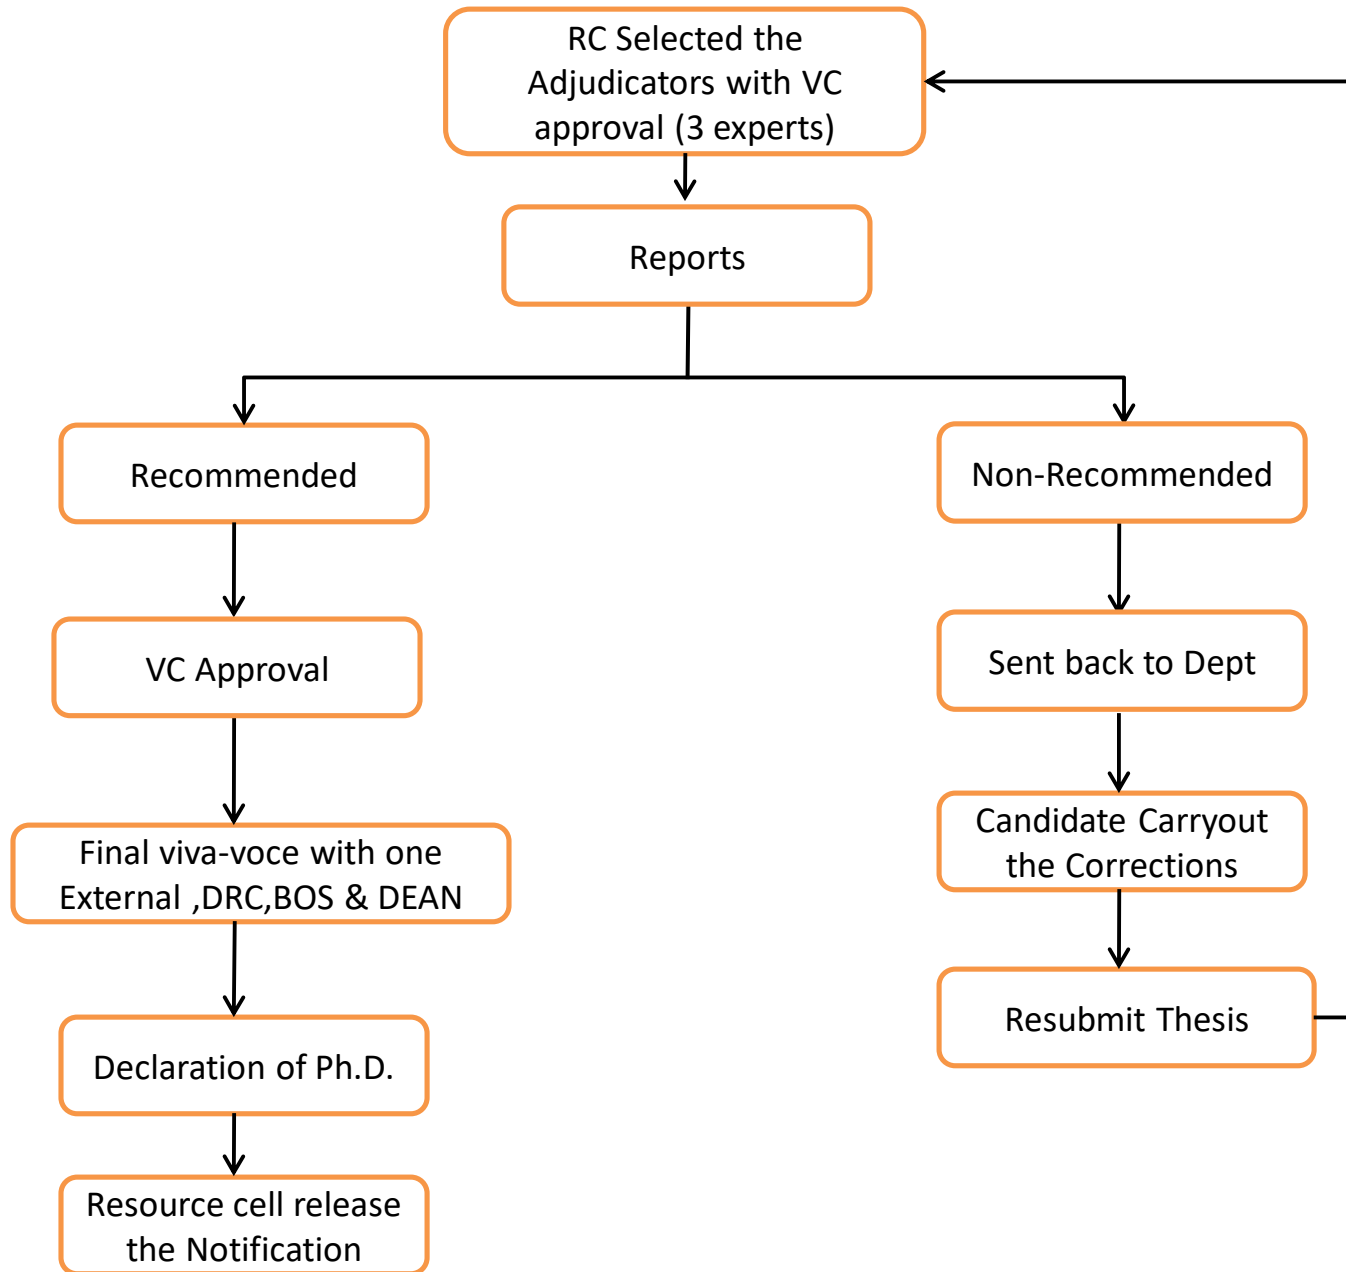 RC Selected the
Adjudicators with VC
approval (3 experts)
Reports
Recommended
Non-Recommended
VC Approval
Sent back to Dept
Final viva-voce with one
External ,DRC,BOS & DEAN
Candidate Carryout
the Corrections
Declaration of Ph.D.
Resubmit Thesis
Resource cell release
the Notification